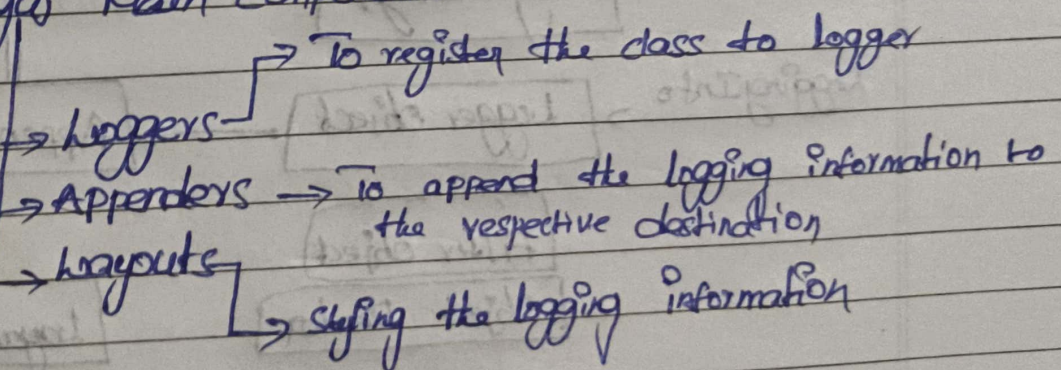 Main
→ To register the class to logger
→ Loggers
→ Appenders → To append the logging information to
the respective destination
→ Layouts
→ Styling the logging information